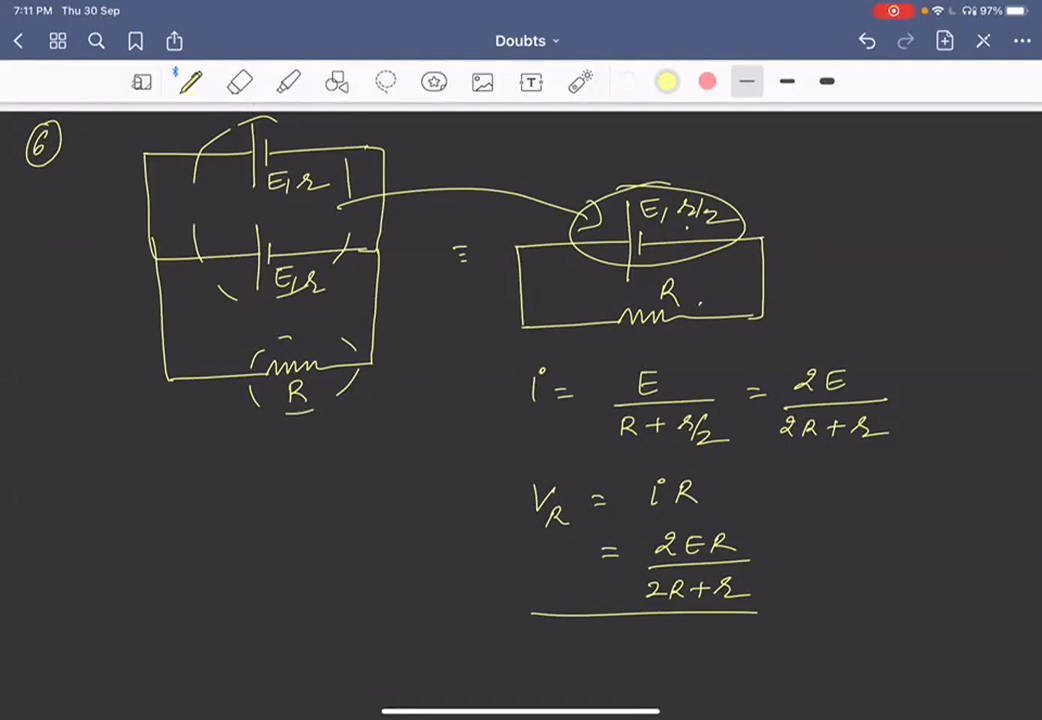 7:11 PM Thu 30 Sep
97%
Doubts
6
E, r
E, r
R
≡
E, r/2
R
i = E / (R + r/2) = 2E / (2R + r)
V_R = iR
= 2ER / (2R + r)